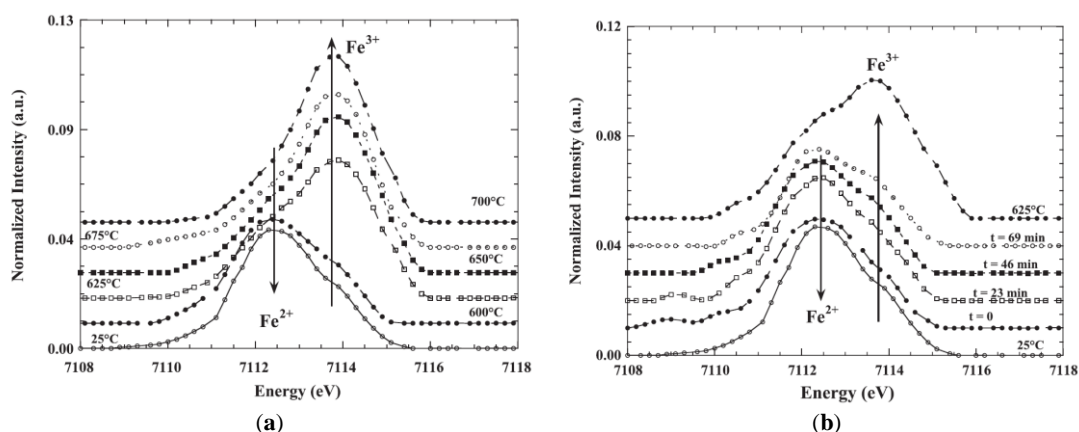 0.12
0.09
0.04
0.00
Normalized Intensity (a.u.)
Fe³⁺
Fe²⁺
700°C
675°C
650°C
625°C
600°C
25°C
7108 7110 7112 7114 7116 7118
Energy (eV)
(a)
0.12
0.08
0.04
0.00
Normalized Intensity (a.u.)
Fe³⁺
Fe²⁺
625°C
t = 69 min
t = 46 min
t = 23 min
t = 0
25°C
7108 7110 7112 7114 7116 7118
Energy (eV)
(b)